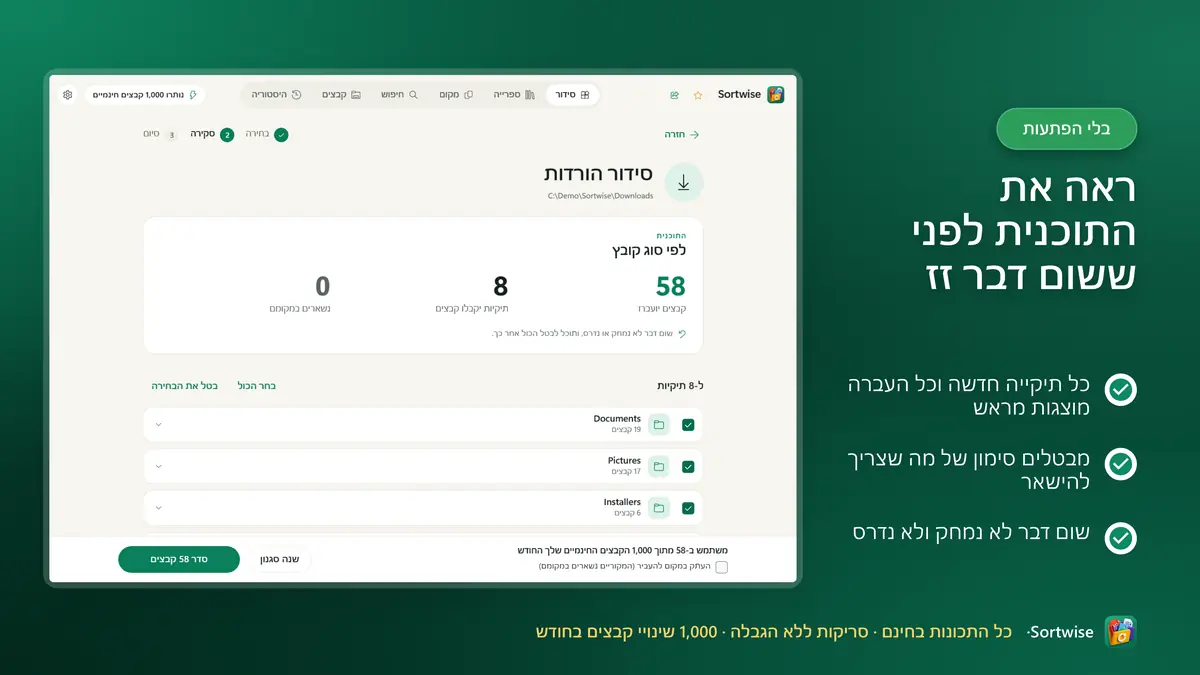 בלי הפתעות
ראה את
התוכנית לפני
ששום דבר זז
כל תיקייה חדשה וכל העברה
מוצגות מראש
מבטלים סימון של מה שצריך
להישאר
שום דבר לא נמחק ולא נדרס
Sortwise
סידור
ספרייה
מקום
חיפוש
קבצים
היסטוריה
נותרו 1,000 קבצים חינמיים
חזרה
בחירה
2 סקירה
3 סיום
סידור הורדות
C:\Demo\Sortwise\Downloads
התוכנית
לפי סוג קובץ
58
קבצים יועברו
8
תיקיות יקבלו קבצים
0
נשארים במקומם
שום דבר לא נמחק או נדרס, ותוכל לבטל הכול אחר כך.
ל-8 תיקיות
בחר הכול
בטל את הבחירה
Documents
19 קבצים
Pictures
17 קבצים
Installers
6 קבצים
משתמש ב-58 מתוך 1,000 הקבצים החינמיים שלך החודש
העתק במקום להעביר (המקוריים נשארים במקומם)
שנה סגנון
סדר 58 קבצים
Sortwise· כל התכונות בחינם · סריקות ללא הגבלה · 1,000 שינויי קבצים בחודש